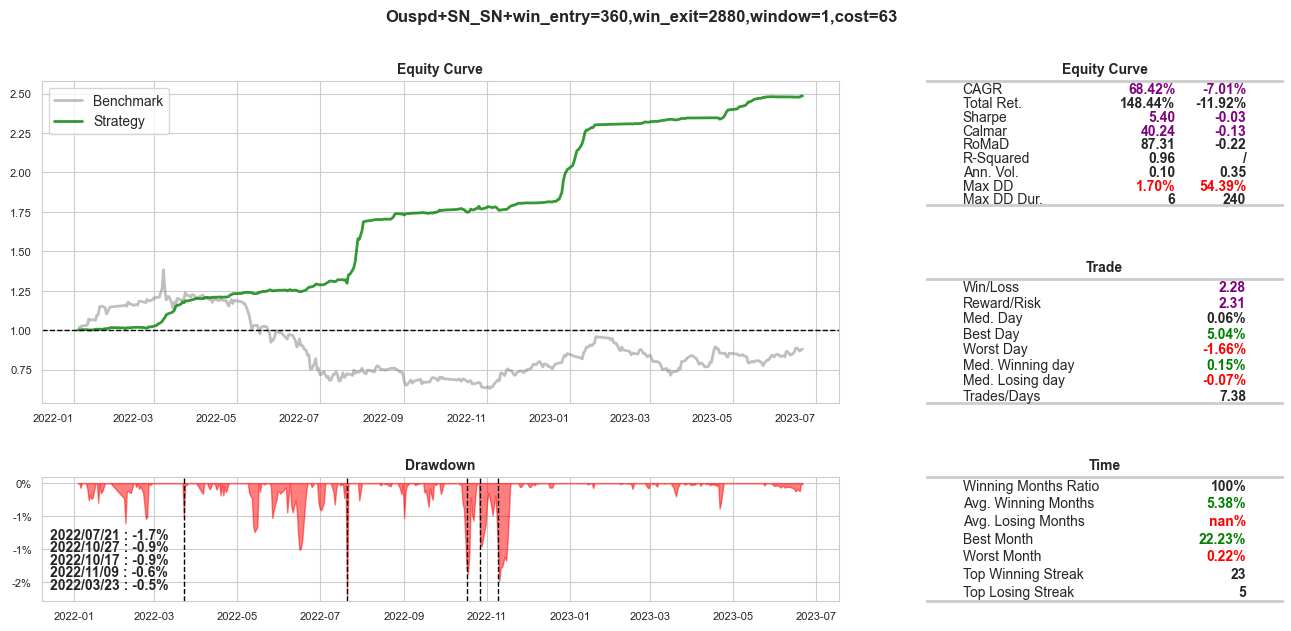 Ouspd+SN_SN+win_entry=360,win_exit=2880,window=1,cost=63
Equity Curve
Benchmark
Strategy
2.50
2.25
2.00
1.75
1.50
1.25
1.00
0.75
2022-01 2022-03 2022-05 2022-07 2022-09 2022-11 2023-01 2023-03 2023-05 2023-07
Equity Curve
CAGR 68.42% -7.01%
Total Ret. 148.44% -11.92%
Sharpe 5.40 -0.03
Calmar 40.24 -0.13
RoMaD 87.31 -0.22
R-Squared 0.96 /
Ann. Vol. 0.10 0.35
Max DD 1.70% 54.39%
Max DD Dur. 6 240
Trade
Win/Loss 2.28
Reward/Risk 2.31
Med. Day 0.06%
Best Day 5.04%
Worst Day -1.66%
Med. Winning day 0.15%
Med. Losing day -0.07%
Trades/Days 7.38
Drawdown
0%
-1%
-1%
-2%
2022/07/21 : -1.7%
2022/10/27 : -0.9%
2022/10/17 : -0.9%
2022/11/09 : -0.6%
2022/03/23 : -0.5%
2022-01 2022-03 2022-05 2022-07 2022-09 2022-11 2023-01 2023-03 2023-05 2023-07
Time
Winning Months Ratio 100%
Avg. Winning Months 5.38%
Avg. Losing Months nan%
Best Month 22.23%
Worst Month 0.22%
Top Winning Streak 23
Top Losing Streak 5